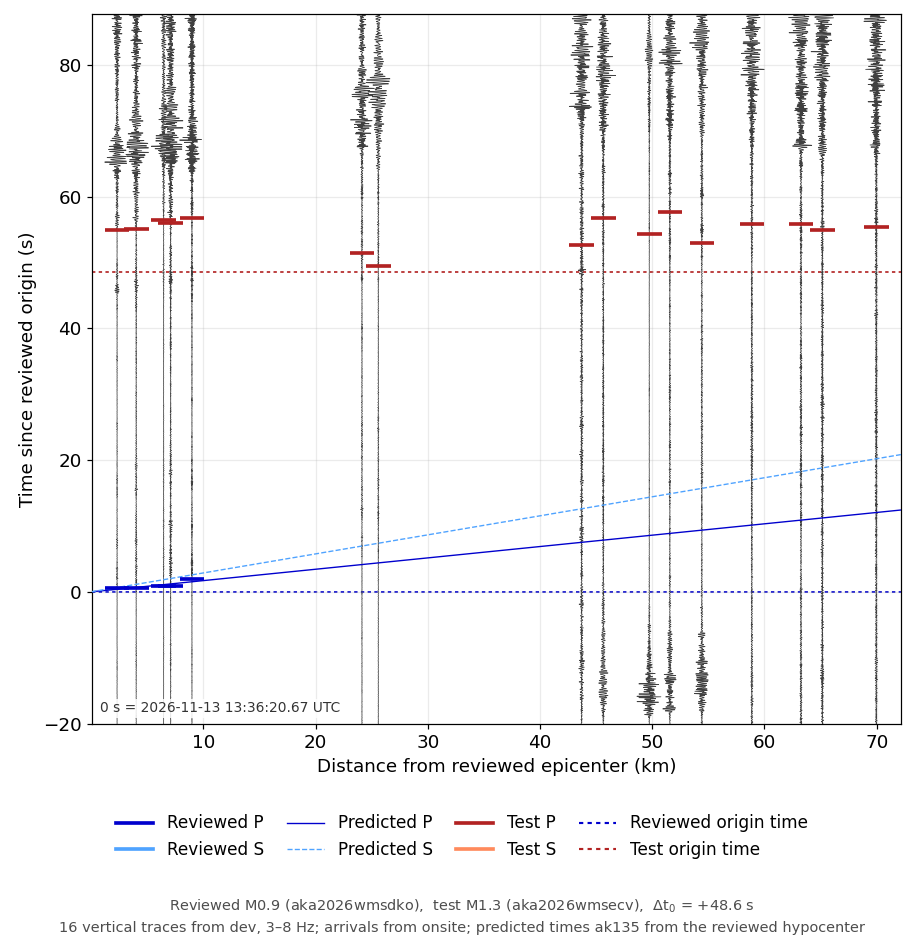 80
60
40
20
0
−20
Time since reviewed origin (s)
0 s = 2026-11-13 13:36:20.67 UTC
10 20 30 40 50 60 70
Distance from reviewed epicenter (km)
Reviewed P Predicted P Test P Reviewed origin time
Reviewed S Predicted S Test S Test origin time
Reviewed M0.9 (aka2026wmsdko), test M1.3 (aka2026wmsecv), Δt₀ = +48.6 s
16 vertical traces from dev, 3–8 Hz; arrivals from onsite; predicted times ak135 from the reviewed hypocenter